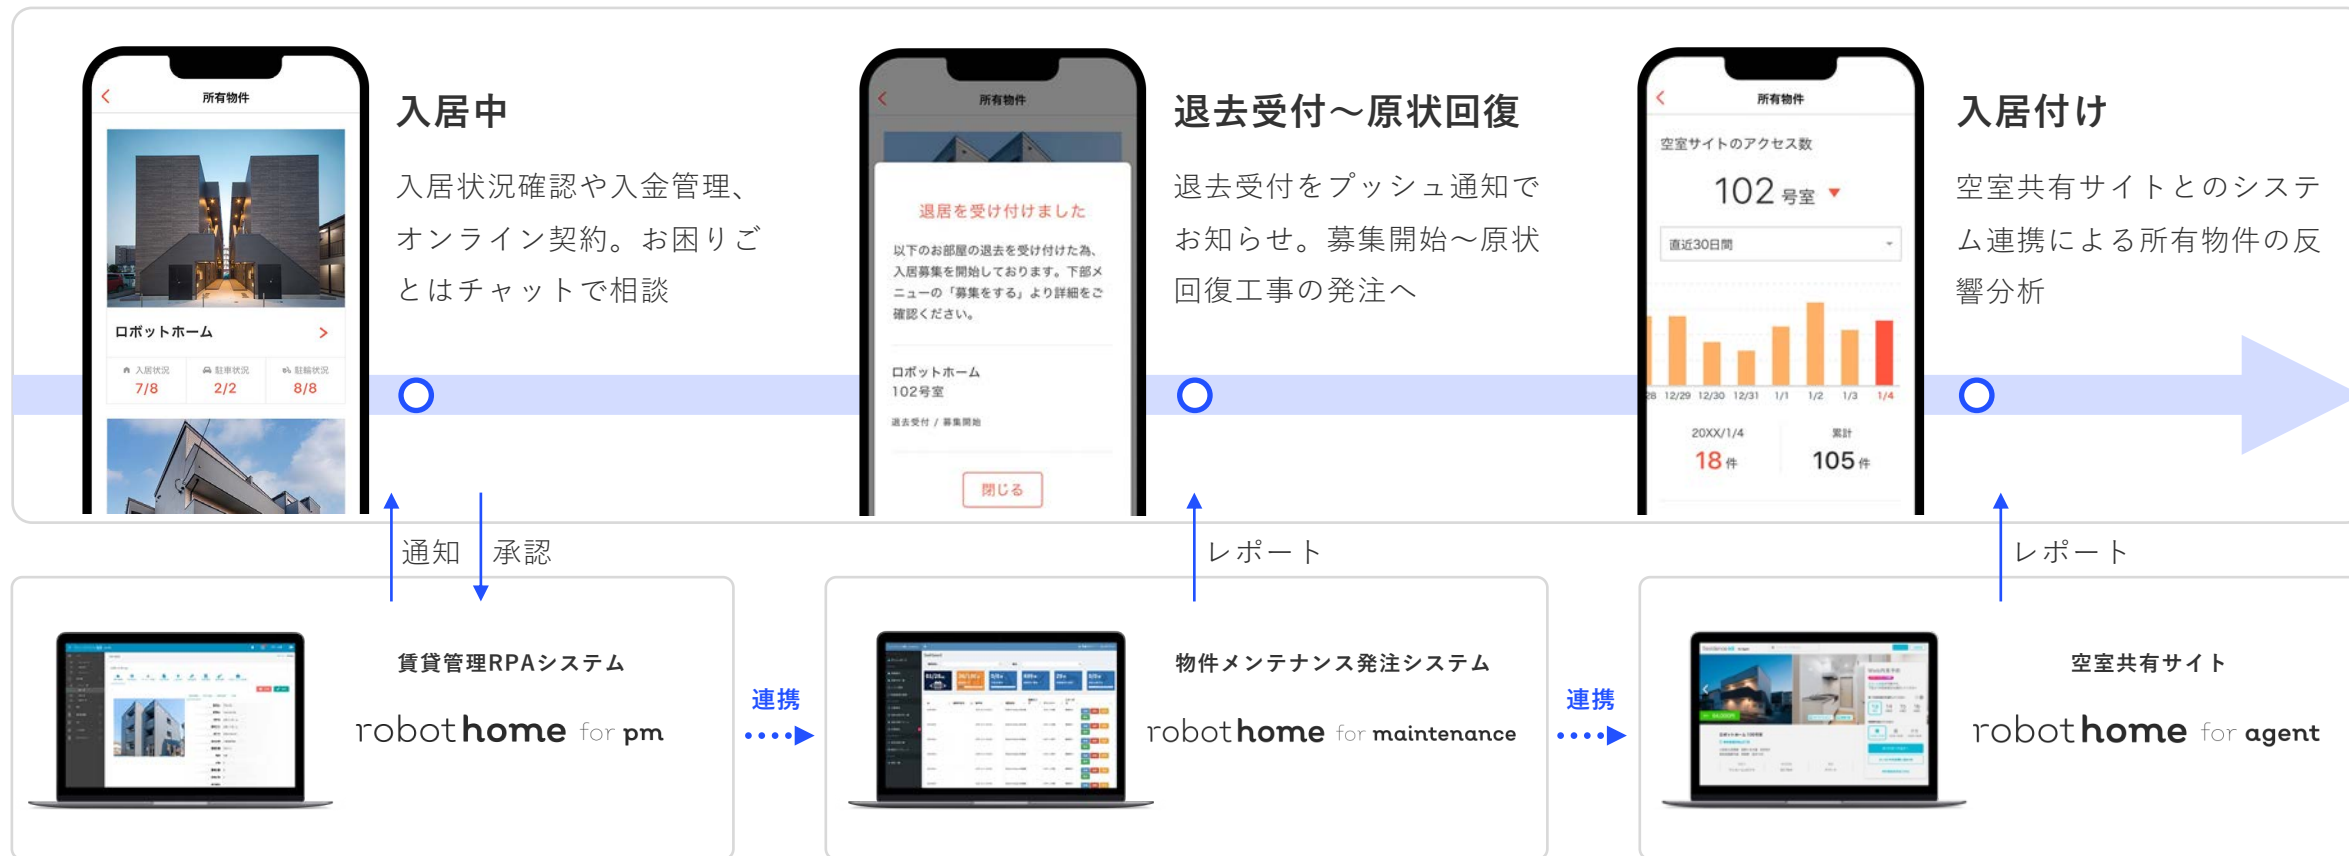 所有物件
ロボットホーム
入居状況
駐車状況
駐輪状況
7/8
2/2
8/8
入居中
入居状況確認や入金管理、
オンライン契約。お困りご
とはチャットで相談
所有物件
退居を受け付けました
以下のお部屋の退去を受け付けた為、
入居募集を開始しております。下部メ
ニューの「募集をする」より詳細をご
確認ください。
ロボットホーム
102号室
退去受付 / 募集開始
閉じる
退去受付〜原状回復
退去受付をプッシュ通知で
お知らせ。募集開始〜原状
回復工事の発注へ
所有物件
空室サイトのアクセス数
102 号室 ▼
直近30日間
28 12/29 12/30 12/31 1/1 1/2 1/3 1/4
20XX/1/4
18 件
累計
105 件
入居付け
空室共有サイトとのシステ
ム連携による所有物件の反
響分析
通知
承認
レポート
レポート
賃貸管理RPAシステム
robot home for pm
連携
物件メンテナンス発注システム
robot home for maintenance
連携
空室共有サイト
robot home for agent